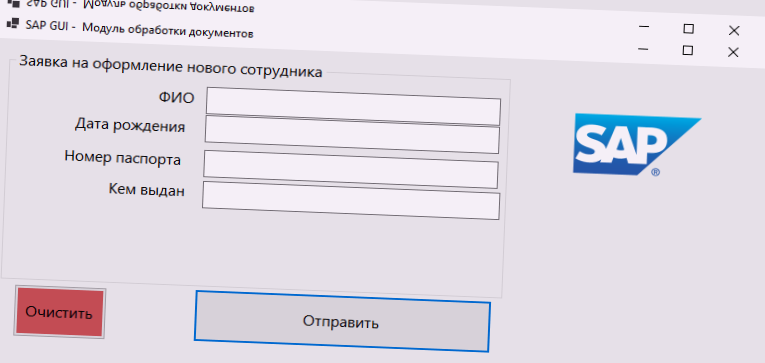 SAP GUI -  Модуль обработки документов
SAP GUI -  Модуль обработки документов
Заявка на оформление нового сотрудника
ФИО
Дата рождения
Номер паспорта
Кем выдан
SAP®
Очистить
Отправить